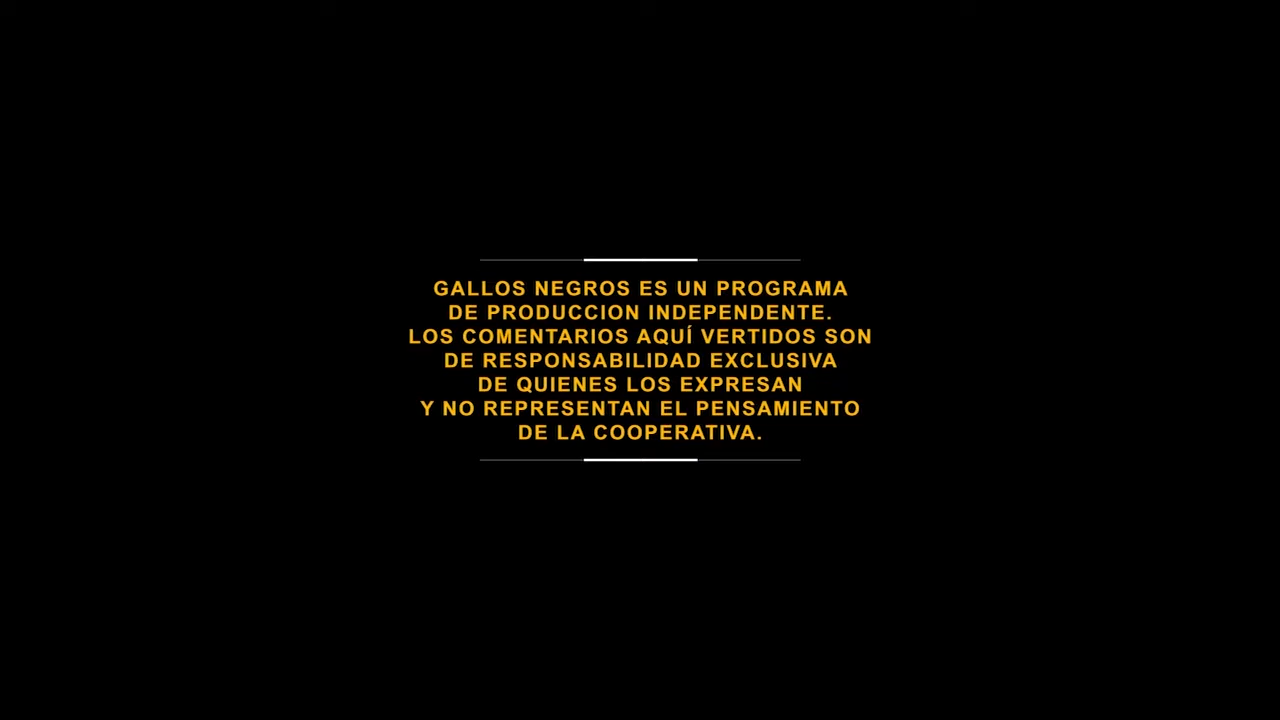 GALLOS NEGROS ES UN PROGRAMA
DE PRODUCCION INDEPENDENTE.
LOS COMENTARIOS AQUÍ VERTIDOS SON
DE RESPONSABILIDAD EXCLUSIVA
DE QUIENES LOS EXPRESAN
Y NO REPRESENTAN EL PENSAMIENTO
DE LA COOPERATIVA.